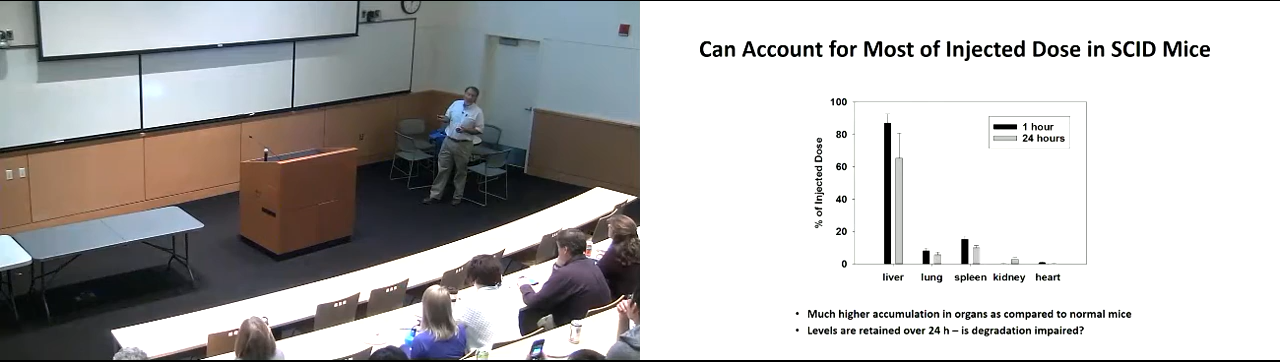 Can Account for Most of Injected Dose in SCID Mice
100
80
60
40
20
0
% of Injected Dose
1 hour
24 hours
liver lung spleen kidney heart
• Much higher accumulation in organs as compared to normal mice
• Levels are retained over 24 h – is degradation impaired?